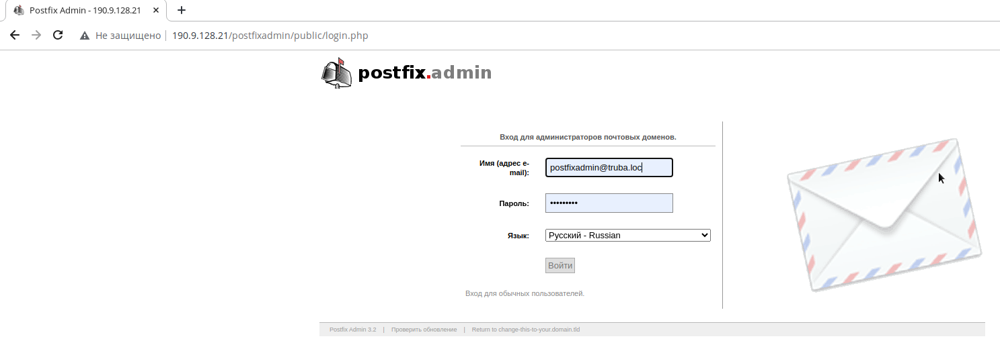 Postfix Admin - 190.9.128.21
Не защищено 190.9.128.21/postfixadmin/public/login.php
postfix.admin
Вход для администраторов почтовых доменов.
Имя (адрес e-
mail):
postfixadmin@truba.loc
Пароль:
•••••••••
Язык:
Русский - Russian
Войти
Вход для обычных пользователей.
Postfix Admin 3.2 | Проверить обновление | Return to change-this-to-your.domain.tld